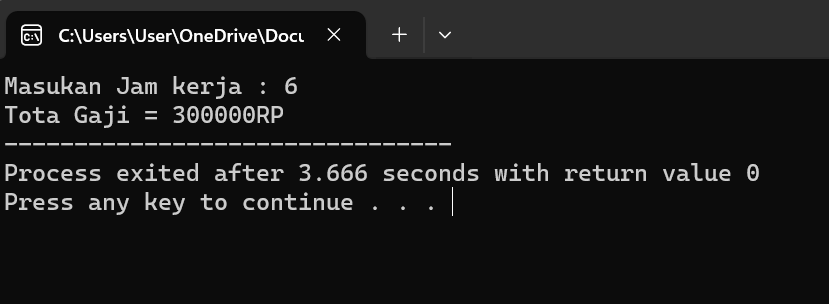 C:\Users\User\OneDrive\Docu
Masukan Jam kerja : 6
Tota Gaji = 300000RP
--------------------------------
Process exited after 3.666 seconds with return value 0
Press any key to continue . . .